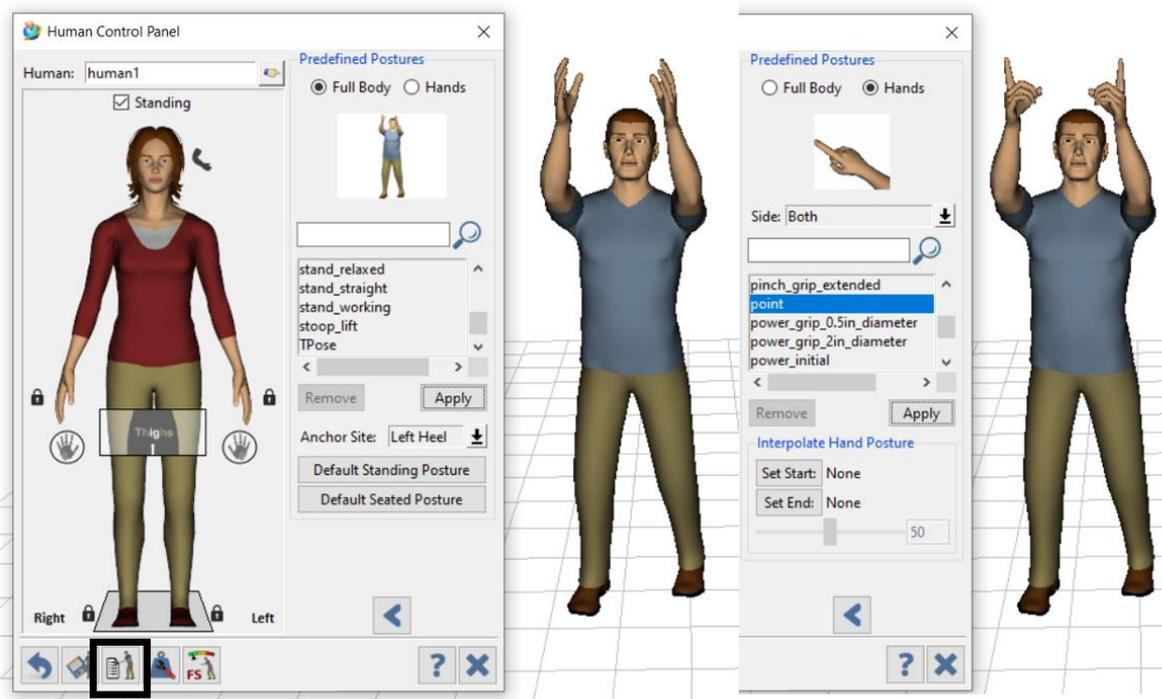 Human Control Panel
Human: human1
Standing
Thighs
Right
Left
FS
Predefined Postures
Full Body Hands
stand_relaxed
stand_straight
stand_working
stoop_lift
TPose
Remove Apply
Anchor Site: Left Heel
Default Standing Posture
Default Seated Posture
?
Predefined Postures
Full Body Hands
Side: Both
pinch_grip_extended
point
power_grip_0.5in_diameter
power_grip_2in_diameter
power_initial
Remove Apply
Interpolate Hand Posture
Set Start: None
Set End: None
50
?